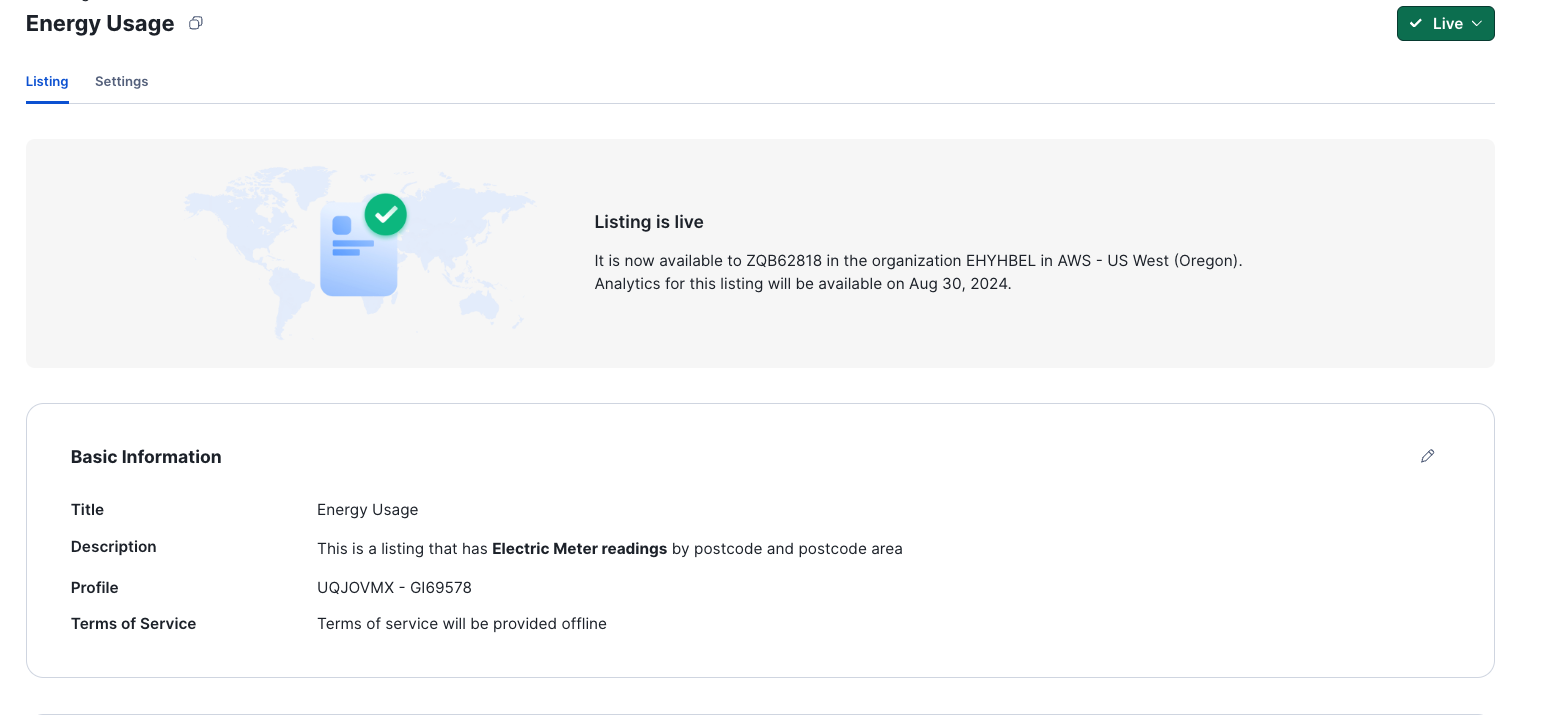 Energy Usage
Live
Listing Settings
Listing is live
It is now available to ZQB62818 in the organization EHYHBEL in AWS - US West (Oregon).
Analytics for this listing will be available on Aug 30, 2024.
Basic Information
Title Energy Usage
Description This is a listing that has Electric Meter readings by postcode and postcode area
Profile UQJOVMX - GI69578
Terms of Service Terms of service will be provided offline